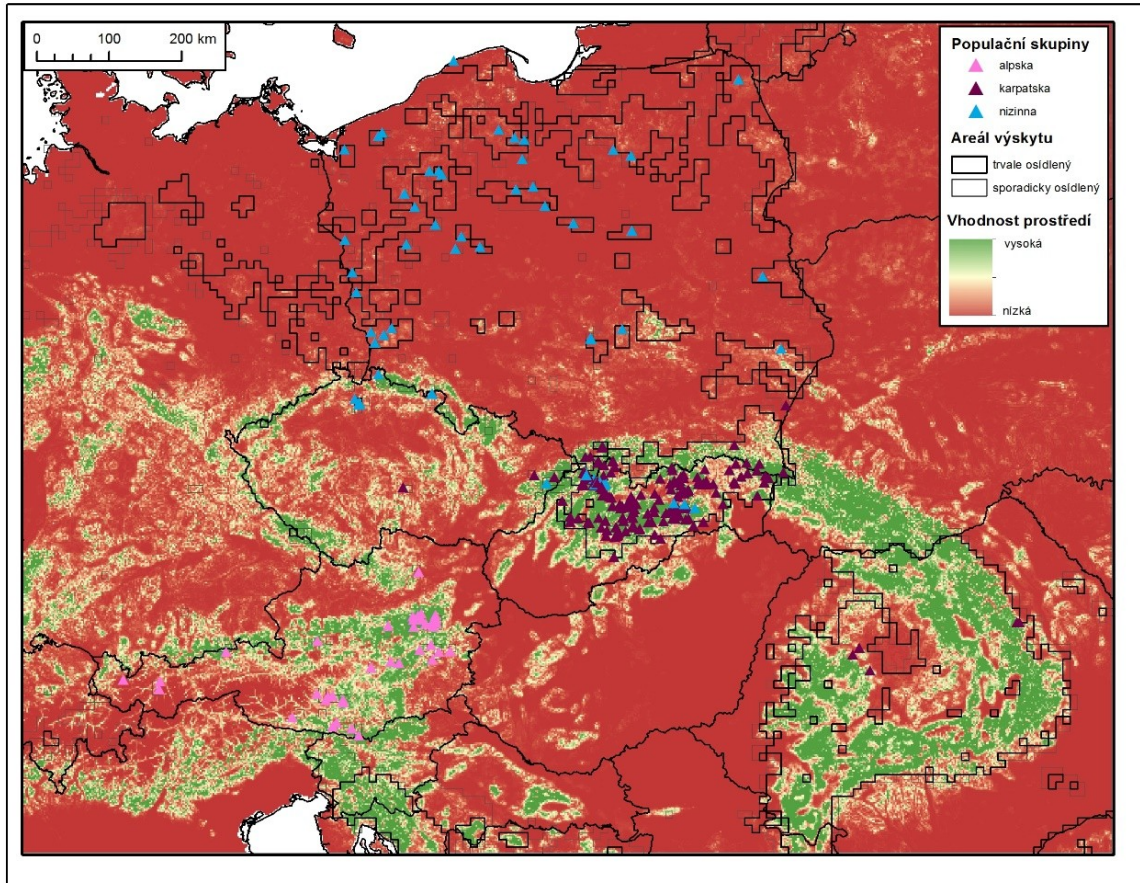 0 100 200 km
Populační skupiny
alpska
karpatska
nizinna
Areál výskytu
trvale osídlený
sporadicky osídlený
Vhodnost prostředí
vysoká
nízká